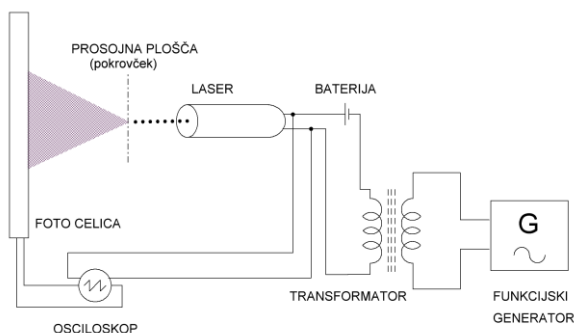 PROSOJNA PLOŠČA
(pokrovček)
LASER
BATERIJA
FOTO CELICA
G
TRANSFORMATOR
FUNKCIJSKI
GENERATOR
OSCILOSKOP